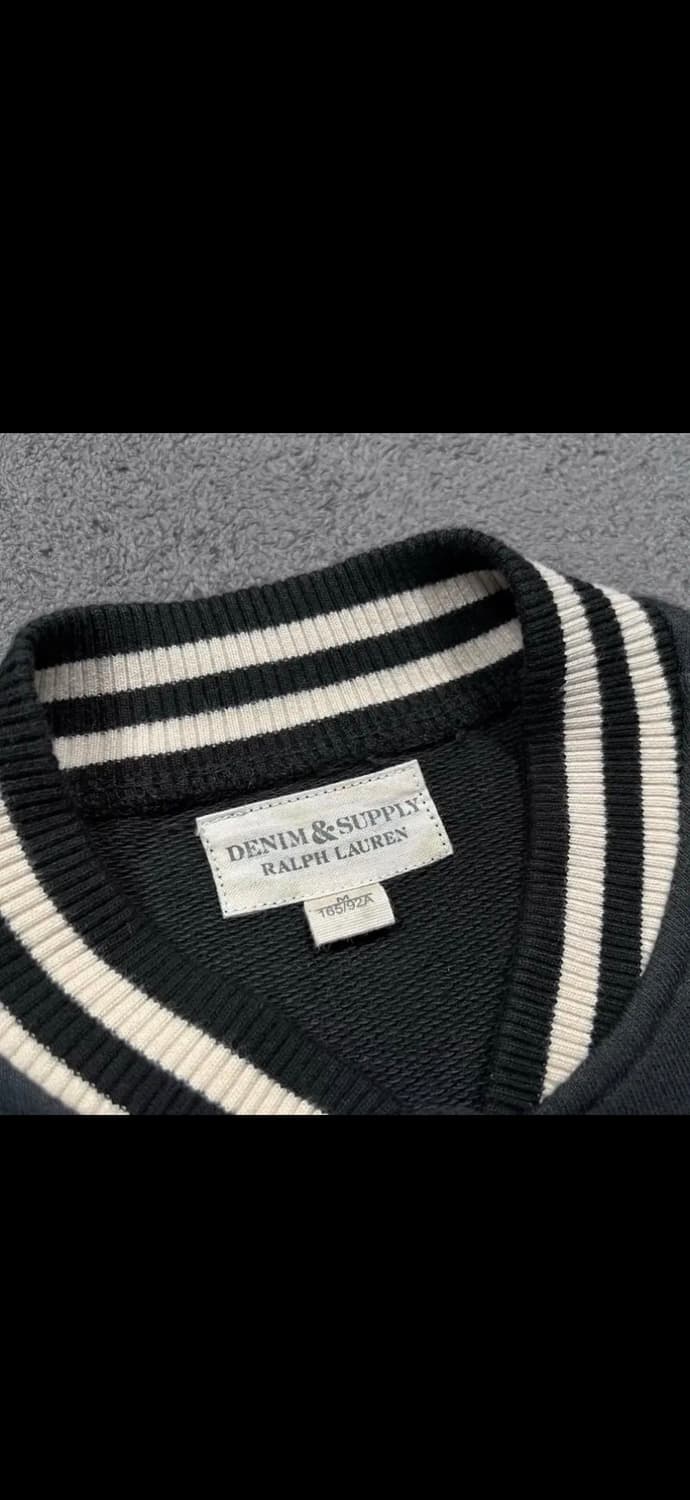 DENIM & SUPPLY
RALPH LAUREN
M
165/92A